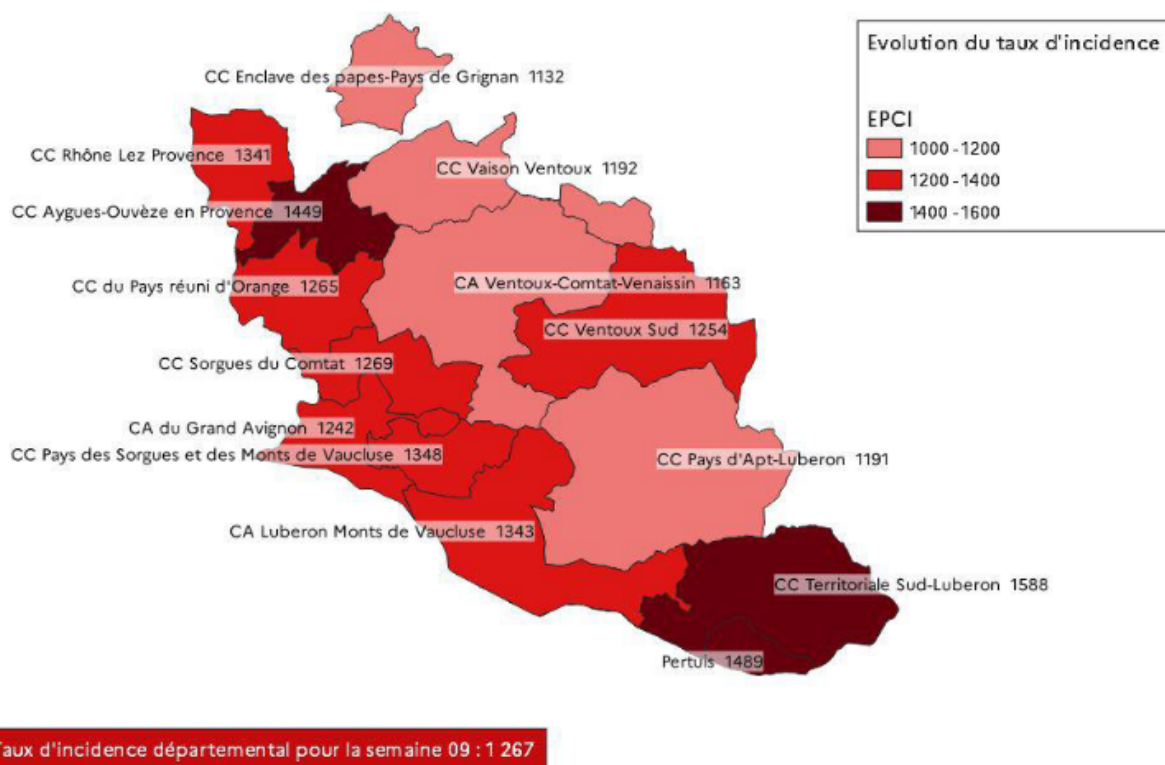 Evolution du taux d'incidence
EPCI
1000 -1200
1200 -1400
1400 -1600
CC Enclave des papes-Pays de Grignan 1132
CC Rhône Lez Provence 1341
CC Vaison Ventoux 1192
CC Aygues-Ouvèze en Provence 1449
CC du Pays réuni d'Orange 1265
CA Ventoux-Comtat-Venaissin 1163
CC Ventoux Sud 1254
CC Sorgues du Comtat 1269
CA du Grand Avignon 1242
CC Pays des Sorgues et des Monts de Vaucluse 1348
CC Pays d'Apt-Luberon 1191
CA Luberon Monts de Vaucluse 1343
CC Territoriale Sud-Luberon 1588
Pertuis 1489
Taux d'incidence départemental pour la semaine 09 : 1 267